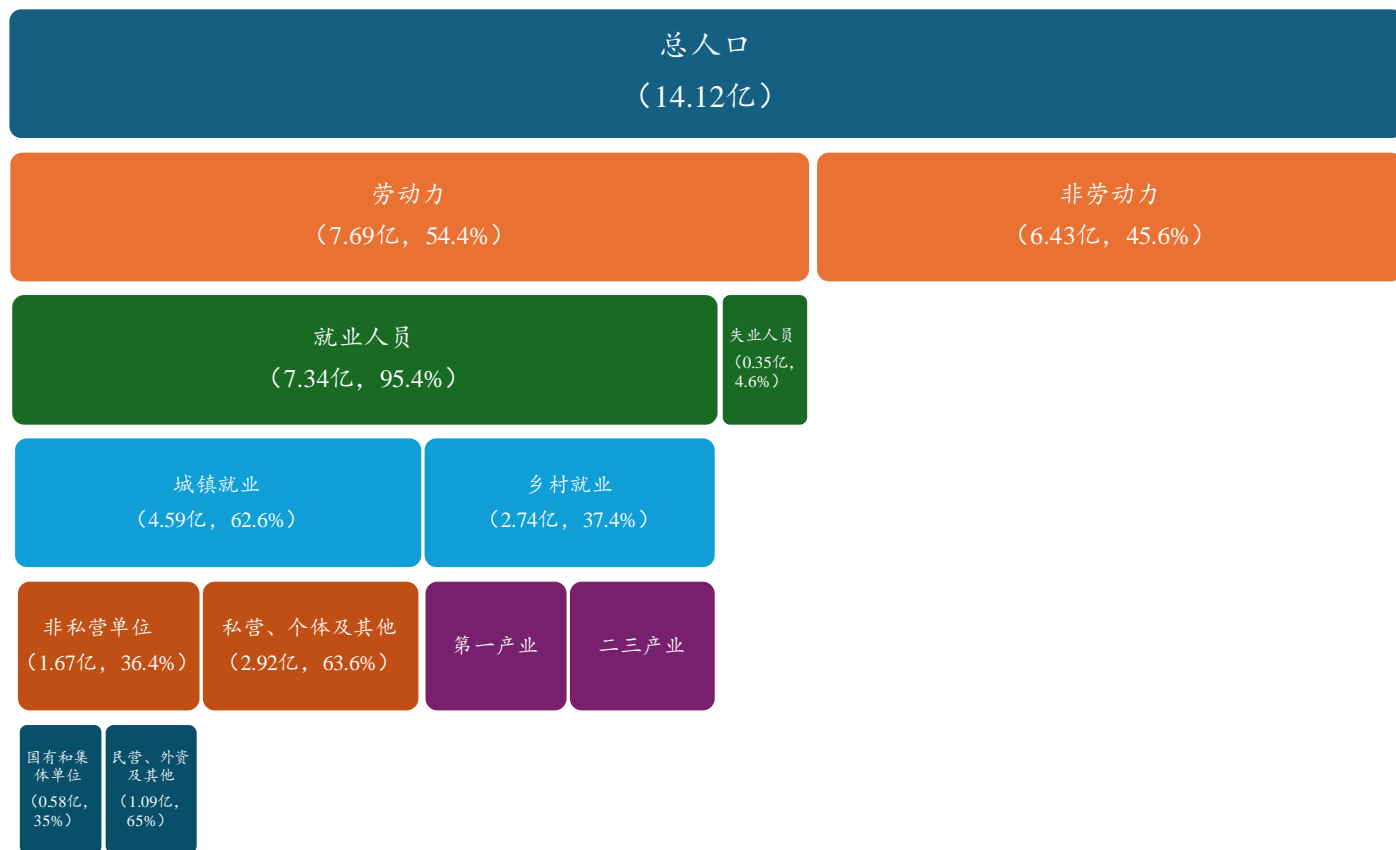 总人口
（14.12亿）
劳动力
（7.69亿，54.4%）
非劳动力
（6.43亿，45.6%）
就业人员
（7.34亿，95.4%）
失业人员
（0.35亿，
4.6%）
城镇就业
（4.59亿，62.6%）
乡村就业
（2.74亿，37.4%）
非私营单位
（1.67亿，36.4%）
私营、个体及其他
（2.92亿，63.6%）
第一产业
二三产业
国有和集
体单位
（0.58亿，
35%）
民营、外资
及其他
（1.09亿，
65%）